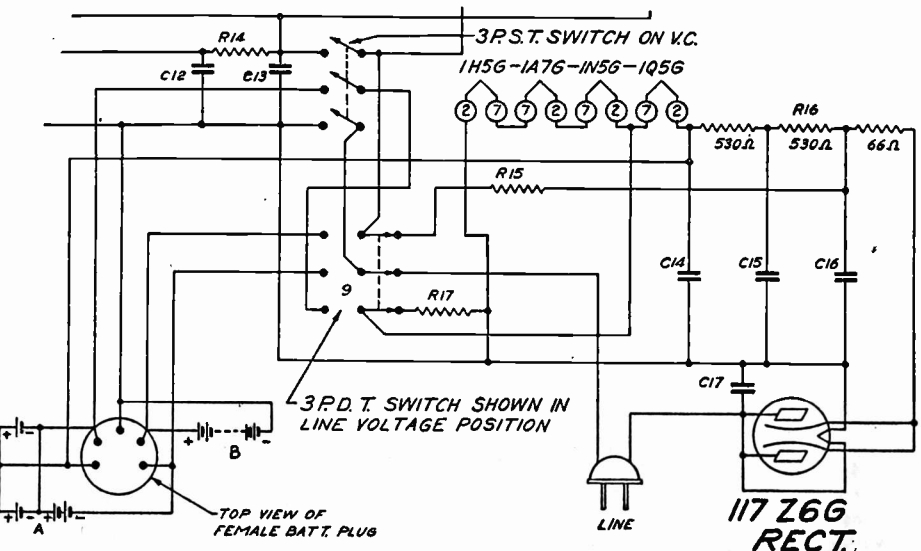 R14
3P.S.T. SWITCH ON V.C.
C12
C13
1H5G-1A7G-1N5G-1Q5G
2 7 7 2 7 2 7 2
R16
530Ω 530Ω 66Ω
R15
C14 C15 C16
9
R17
C17
3P.D.T. SWITCH SHOWN IN
LINE VOLTAGE POSITION
+ - + B -
+ - + -
A
TOP VIEW OF
FEMALE BATT. PLUG
LINE
117 Z6G
RECT.